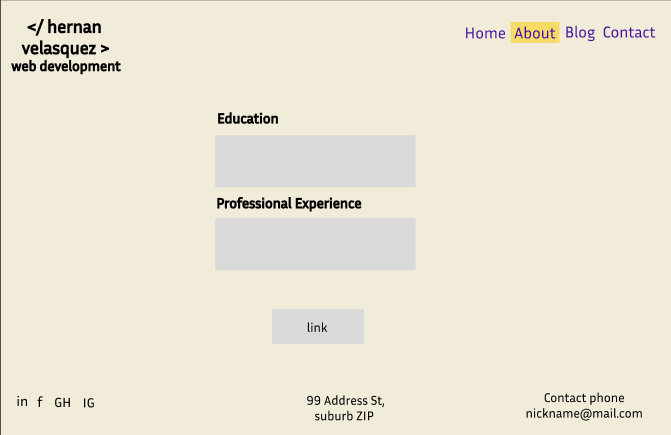 </ hernan
velasquez >
web development
Home About Blog Contact
Education
Professional Experience
link
in f GH IG
99 Address St,
suburb ZIP
Contact phone
nickname@mail.com